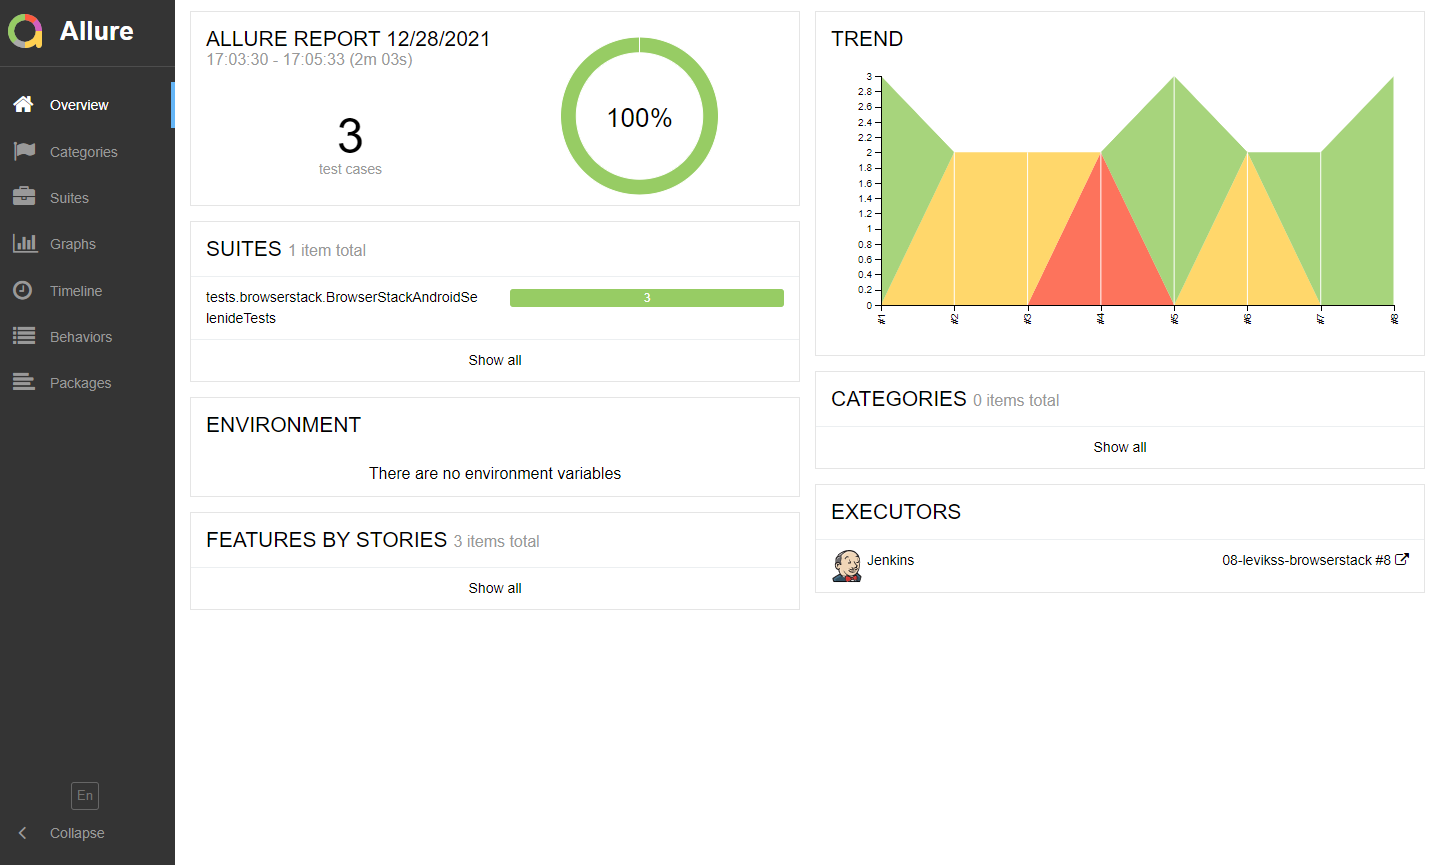 Allure
Overview
Categories
Suites
Graphs
Timeline
Behaviors
Packages
En
Collapse
ALLURE REPORT 12/28/2021
17:03:30 - 17:05:33 (2m 03s)
3
test cases
100%
SUITES 1 item total
tests.browserstack.BrowserStackAndroidSe
lenideTests
3
Show all
ENVIRONMENT
There are no environment variables
FEATURES BY STORIES 3 items total
Show all
TREND
3
2.8
2.6
2.4
2.2
2
1.8
1.6
1.4
1.2
1
0.8
0.6
0.4
0.2
0
#1
#2
#3
#4
#5
#6
#7
#8
CATEGORIES 0 items total
Show all
EXECUTORS
Jenkins
08-levikss-browserstack #8